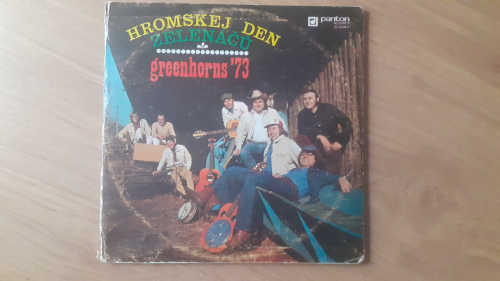 HROMSKEJ DEN
ZELENÁČŮ
greenhorns '73
panton